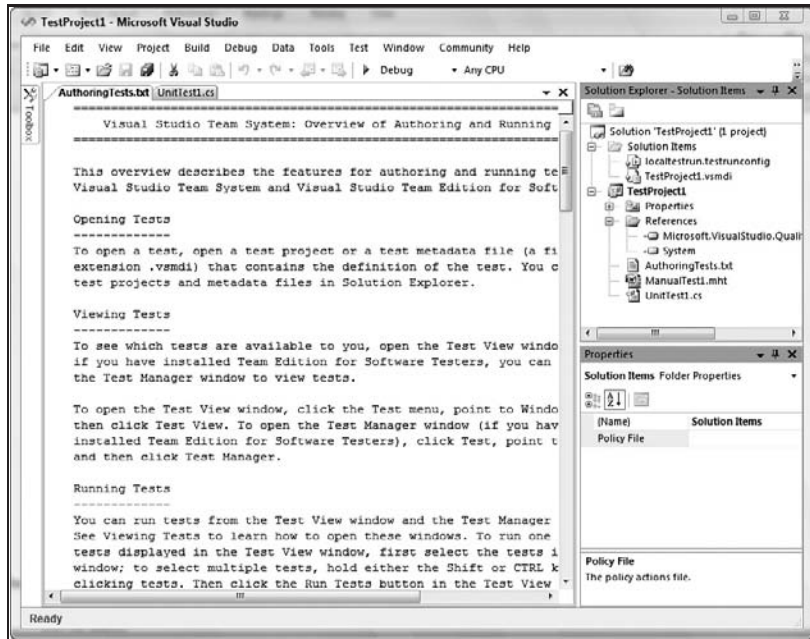 TestProject1 - Microsoft Visual Studio
File Edit View Project Build Debug Data Tools Test Window Community Help
Debug Any CPU
Toolbox
AuthoringTests.txt UnitTest1.cs
========================================================
Visual Studio Team System: Overview of Authoring and Running
========================================================
This overview describes the features for authoring and running te
Visual Studio Team System and Visual Studio Team Edition for Soft
Opening Tests
-------------
To open a test, open a test project or a test metadata file (a fi
extension .vsmdi) that contains the definition of the test. You c
test projects and metadata files in Solution Explorer.
Viewing Tests
-------------
To see which tests are available to you, open the Test View windo
if you have installed Team Edition for Software Testers, you can
the Test Manager window to view tests.
To open the Test View window, click the Test menu, point to Windo
then click Test View. To open the Test Manager window (if you hav
installed Team Edition for Software Testers), click Test, point t
and then click Test Manager.
Running Tests
-------------
You can run tests from the Test View window and the Test Manager
See Viewing Tests to learn how to open these windows. To run one
tests displayed in the Test View window, first select the tests i
window; to select multiple tests, hold either the Shift or CTRL k
clicking tests. Then click the Run Tests button in the Test View
Solution Explorer - Solution Items
Solution 'TestProject1' (1 project)
Solution Items
localtestrun.testrunconfig
TestProject1.vsmdi
TestProject1
Properties
References
Microsoft.VisualStudio.Quali
System
AuthoringTests.txt
ManualTest1.mht
UnitTest1.cs
Properties
Solution Items Folder Properties
(Name) Solution Items
Policy File
Policy File
The policy actions file.
Ready